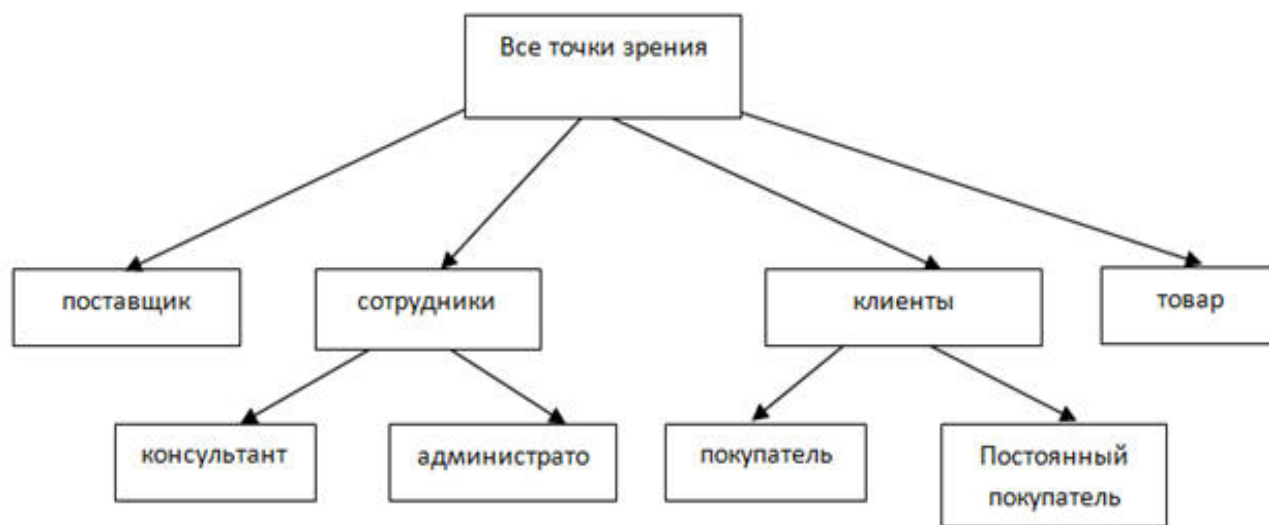 Все точки зрения
поставщик
сотрудники
клиенты
товар
консультант
администрато
покупатель
Постоянный
покупатель